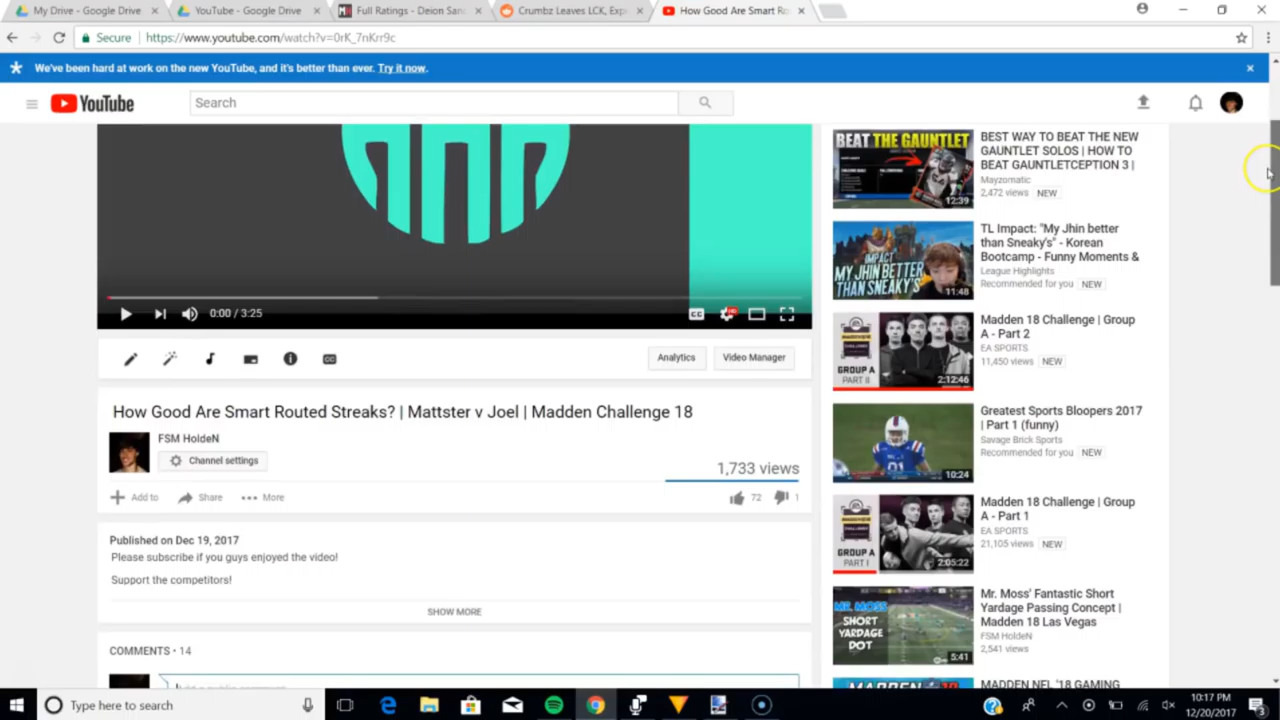 My Drive - Google Drive
YouTube - Google Drive
Full Ratings - Deion San
Crumbz Leaves LCK, Exp
How Good Are Smart Ro
Secure
https://www.youtube.com/watch?v=0rK_7nKrr9c
We've been hard at work on the new YouTube, and it's better than ever. Try it now.
YouTube
Search
0:00 / 3:25
CC
HD
CC
Analytics
Video Manager
How Good Are Smart Routed Streaks? | Mattster v Joel | Madden Challenge 18
FSM HoldeN
Channel settings
1,733 views
Add to
Share
More
72
1
Published on Dec 19, 2017
Please subscribe if you guys enjoyed the video!
Support the competitors!
SHOW MORE
COMMENTS • 14
BEAT THE GAUNTLET
12:39
BEST WAY TO BEAT THE NEW
GAUNTLET SOLOS | HOW TO
BEAT GAUNTLETCEPTION 3 |
Mayzomatic
2,472 views NEW
IMPACT
MY JHIN BETTER
THAN SNEAKY'S"
11:48
TL Impact: "My Jhin better
than Sneaky's" - Korean
Bootcamp - Funny Moments &
League Highlights
Recommended for you NEW
GROUP A
PART II
2:12:46
Madden 18 Challenge | Group
A - Part 2
EA SPORTS
11,450 views NEW
10:24
Greatest Sports Bloopers 2017
| Part 1 (funny)
Savage Brick Sports
Recommended for you NEW
GROUP A
PART I
2:05:22
Madden 18 Challenge | Group
A - Part 1
EA SPORTS
21,105 views NEW
MR. MOSS'
SHORT
YARDAGE
DOT
5:41
Mr. Moss' Fantastic Short
Yardage Passing Concept |
Madden 18 Las Vegas
FSM HoldeN
2,541 views
MADDEN NFL '18 GAMING
Type here to search
10:17 PM
12/20/2017
3